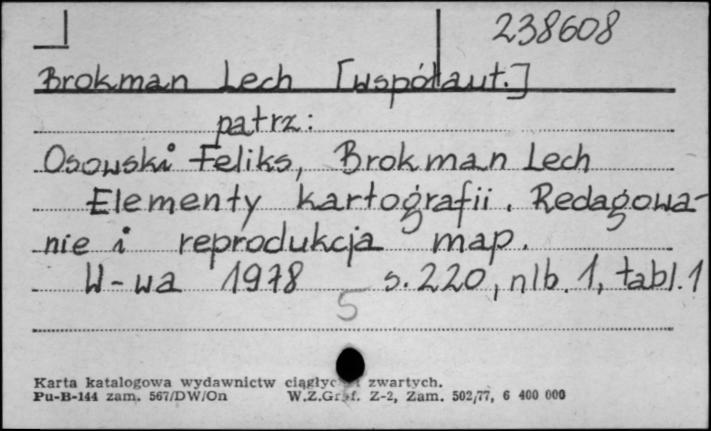 238608
Brokman Lech [współaut.]
patrz:
Osowski Feliks, Brokman Lech
Elementy kartografii. Redagowa-
nie i reprodukcja map.
W-wa 1978 s. 220, nlb. 1, tabl. 1
5
Karta katalogowa wydawnictw ciągłyc i zwartych.
Pu-B-144 zam. 567/DW/On W.Z.Graf. Z-2, Zam. 502/77, 6 400 000